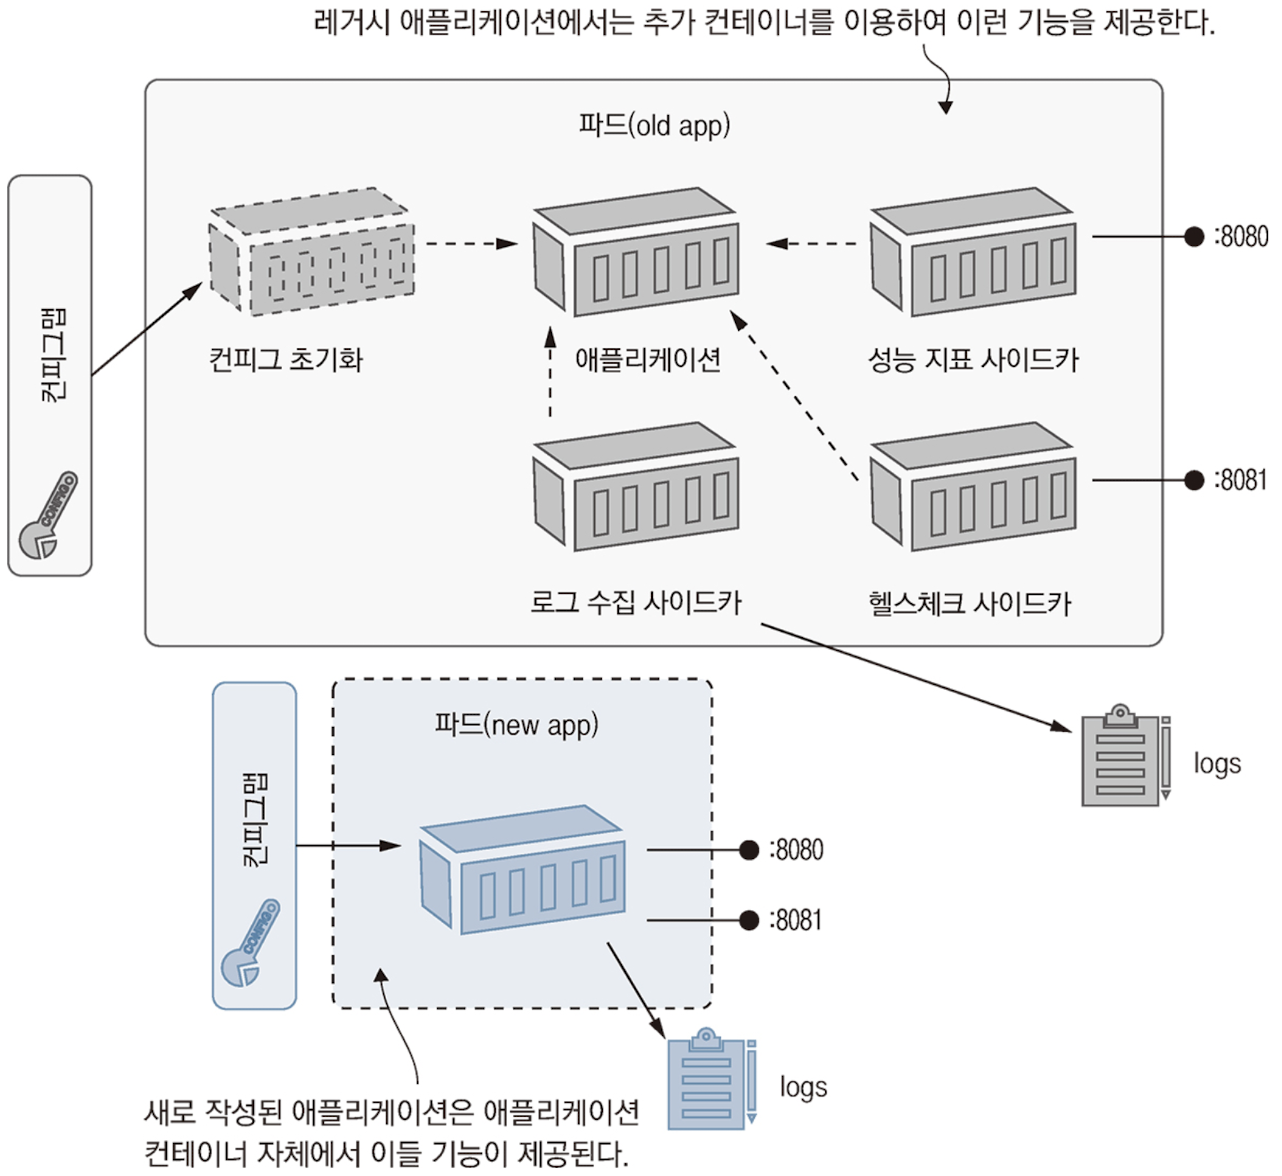 레거시 애플리케이션에서는 추가 컨테이너를 이용하여 이런 기능을 제공한다.
파드(old app)
컨피그맵
CONFIG
컨피그 초기화
애플리케이션
성능 지표 사이드카
:8080
로그 수집 사이드카
헬스체크 사이드카
:8081
logs
파드(new app)
컨피그맵
CONFIG
:8080
:8081
logs
새로 작성된 애플리케이션은 애플리케이션
컨테이너 자체에서 이들 기능이 제공된다.